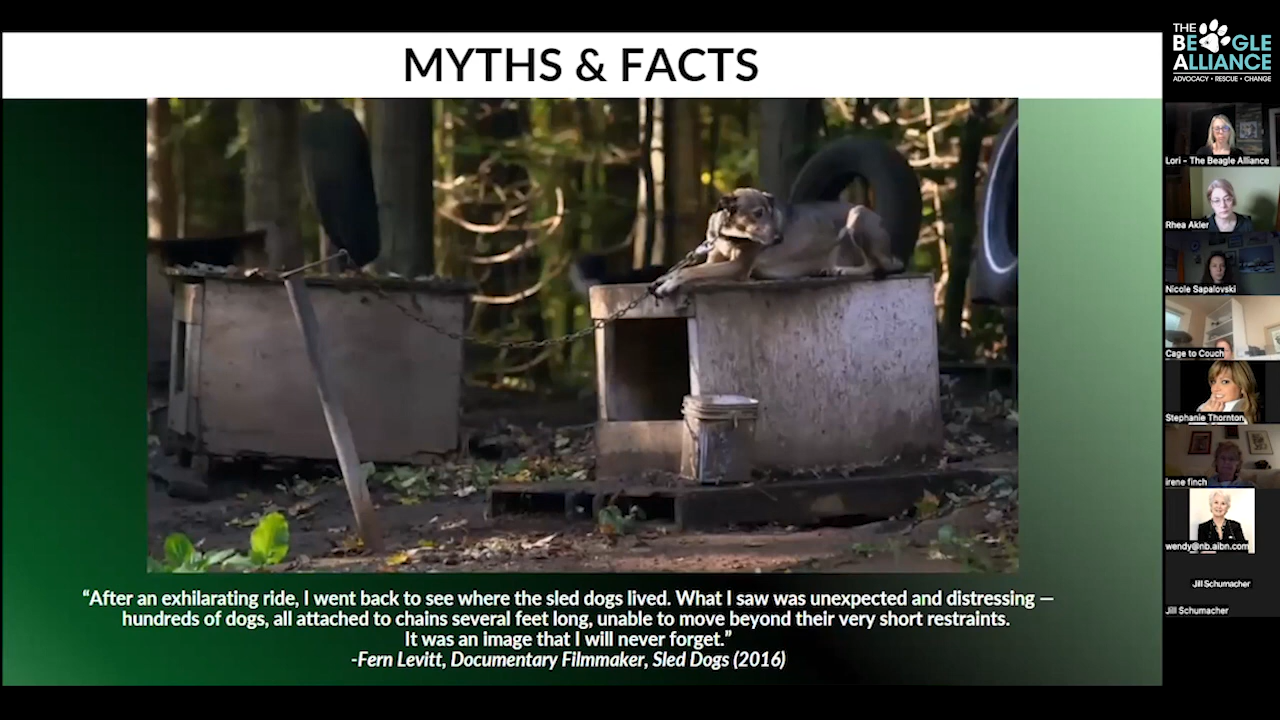 MYTHS & FACTS
“After an exhilarating ride, I went back to see where the sled dogs lived. What I saw was unexpected and distressing —
hundreds of dogs, all attached to chains several feet long, unable to move beyond their very short restraints.
It was an image that I will never forget.”
-Fern Levitt, Documentary Filmmaker, Sled Dogs (2016)
THE
BEAGLE
ALLIANCE
ADVOCACY • RESCUE • CHANGE
Lori - The Beagle Alliance
Rhea Akler
Nicole Sapalovski
Cage to Couch
Stephanie Thornton
irene finch
wendy@nb.aibn.com
Jill Schumacher
Jill Schumacher